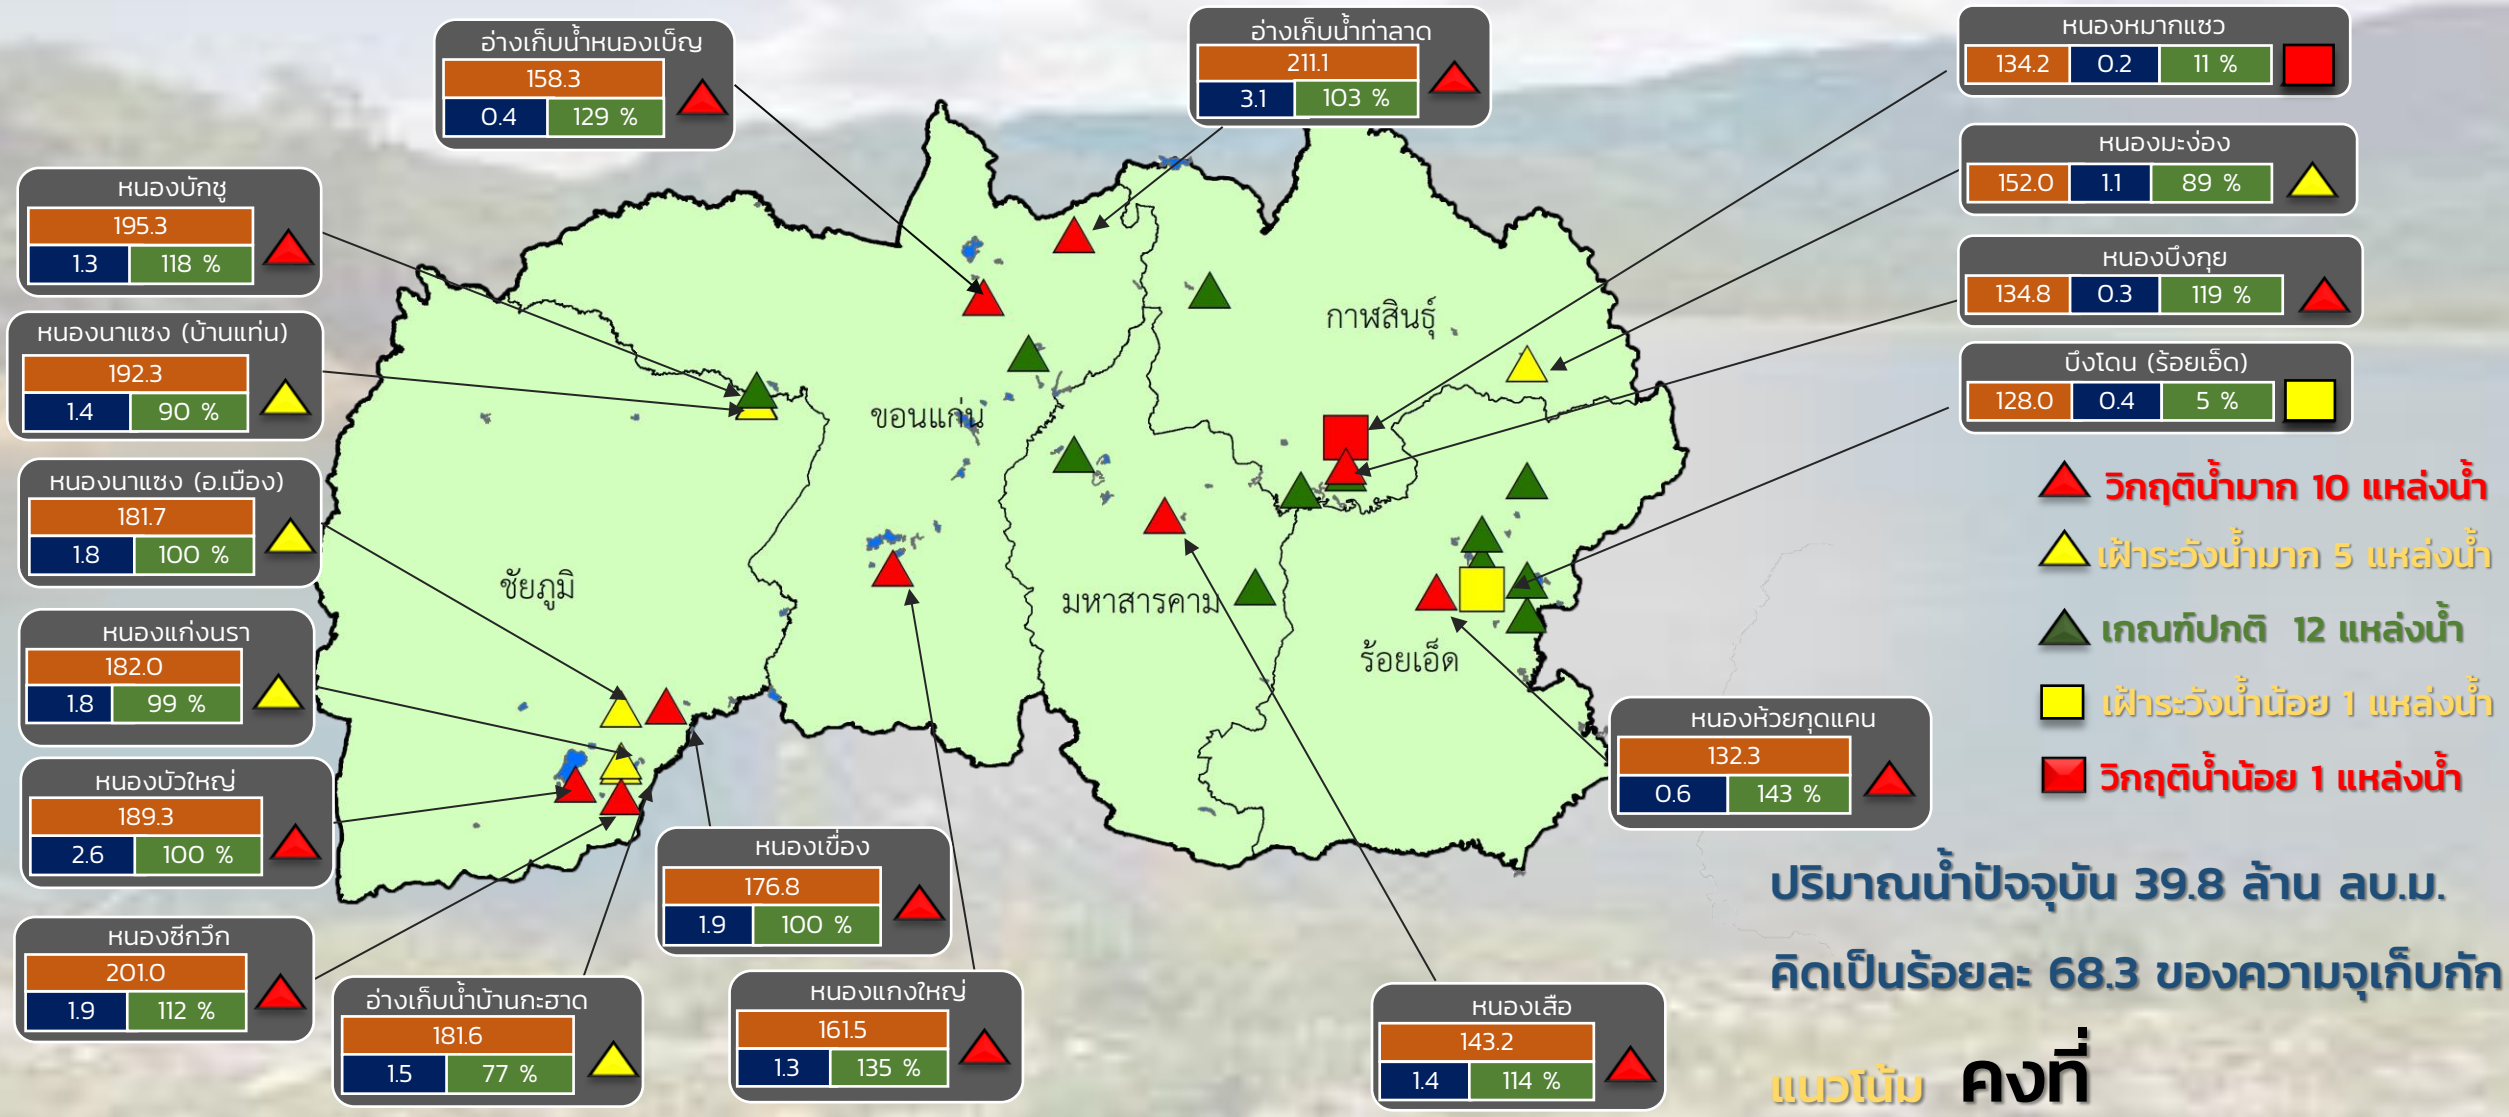 อ่างเก็บน้ำหนองเบ็ญ
158.3
0.4 129 %
อ่างเก็บน้ำท่าลาด
211.1
3.1 103 %
หนองหมากแซว
134.2 0.2 11 %
หนองมะง่อง
152.0 1.1 89 %
หนองบึงกุย
134.8 0.3 119 %
บึงโดน (ร้อยเอ็ด)
128.0 0.4 5 %
หนองบักชู
195.3
1.3 118 %
หนองนาแซง (บ้านแท่น)
192.3
1.4 90 %
หนองนาแซง (อ.เมือง)
181.7
1.8 100 %
หนองแก่งนรา
182.0
1.8 99 %
หนองบัวใหญ่
189.3
2.6 100 %
หนองซีกวึก
201.0
1.9 112 %
อ่างเก็บน้ำบ้านกะฮาด
181.6
1.5 77 %
หนองเขื่อง
176.8
1.9 100 %
หนองแกงใหญ่
161.5
1.3 135 %
หนองเสือ
143.2
1.4 114 %
หนองห้วยกุดแคน
132.3
0.6 143 %
กาฬสินธุ์
ขอนแก่น
ชัยภูมิ
มหาสารคาม
ร้อยเอ็ด
วิกฤติน้ำมาก 10 แหล่งน้ำ
เฝ้าระวังน้ำมาก 5 แหล่งน้ำ
เกณฑ์ปกติ 12 แหล่งน้ำ
เฝ้าระวังน้ำน้อย 1 แหล่งน้ำ
วิกฤติน้ำน้อย 1 แหล่งน้ำ
ปริมาณน้ำปัจจุบัน 39.8 ล้าน ลบ.ม.
คิดเป็นร้อยละ 68.3 ของความจุเก็บกัก
แนวโน้ม คงที่